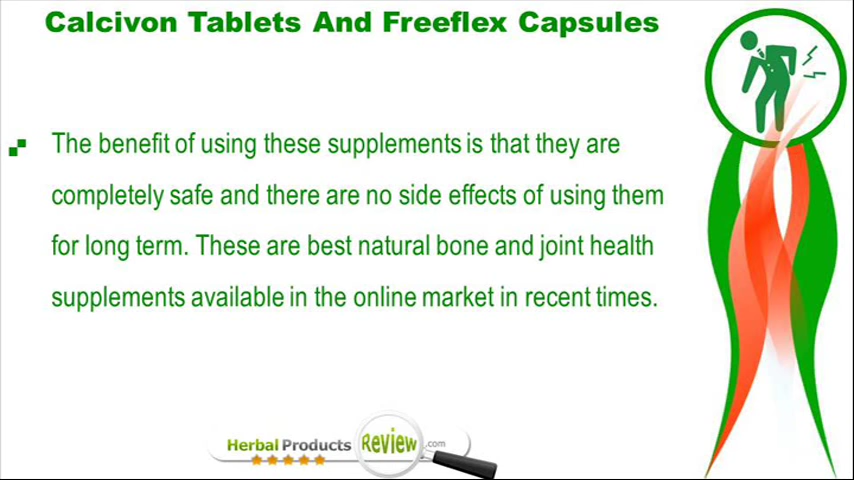 Calcivon Tablets And Freeflex Capsules
The benefit of using these supplements is that they are
completely safe and there are no side effects of using them
for long term. These are best natural bone and joint health
supplements available in the online market in recent times.
Herbal Products Review.com